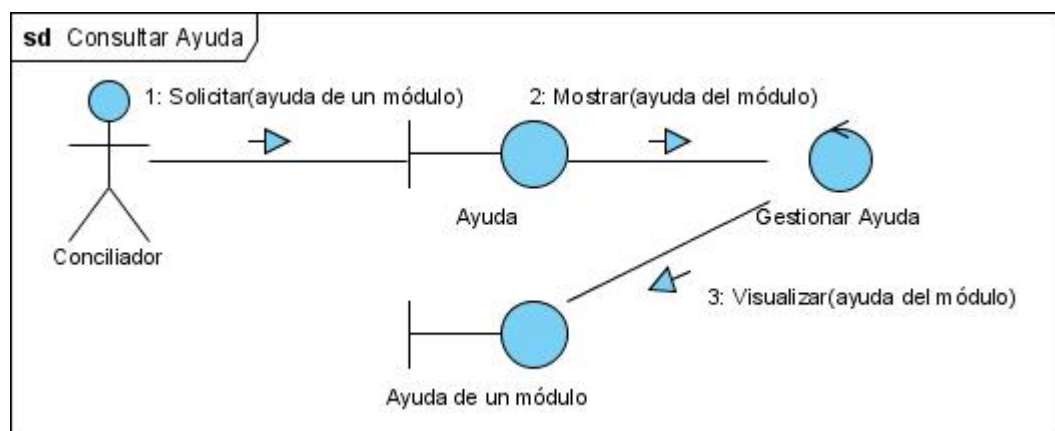 sd Consultar Ayuda
1: Solicitar(ayuda de un módulo)
2: Mostrar(ayuda del módulo)
Ayuda
Gestionar Ayuda
Conciliador
3: Visualizar(ayuda del módulo)
Ayuda de un módulo